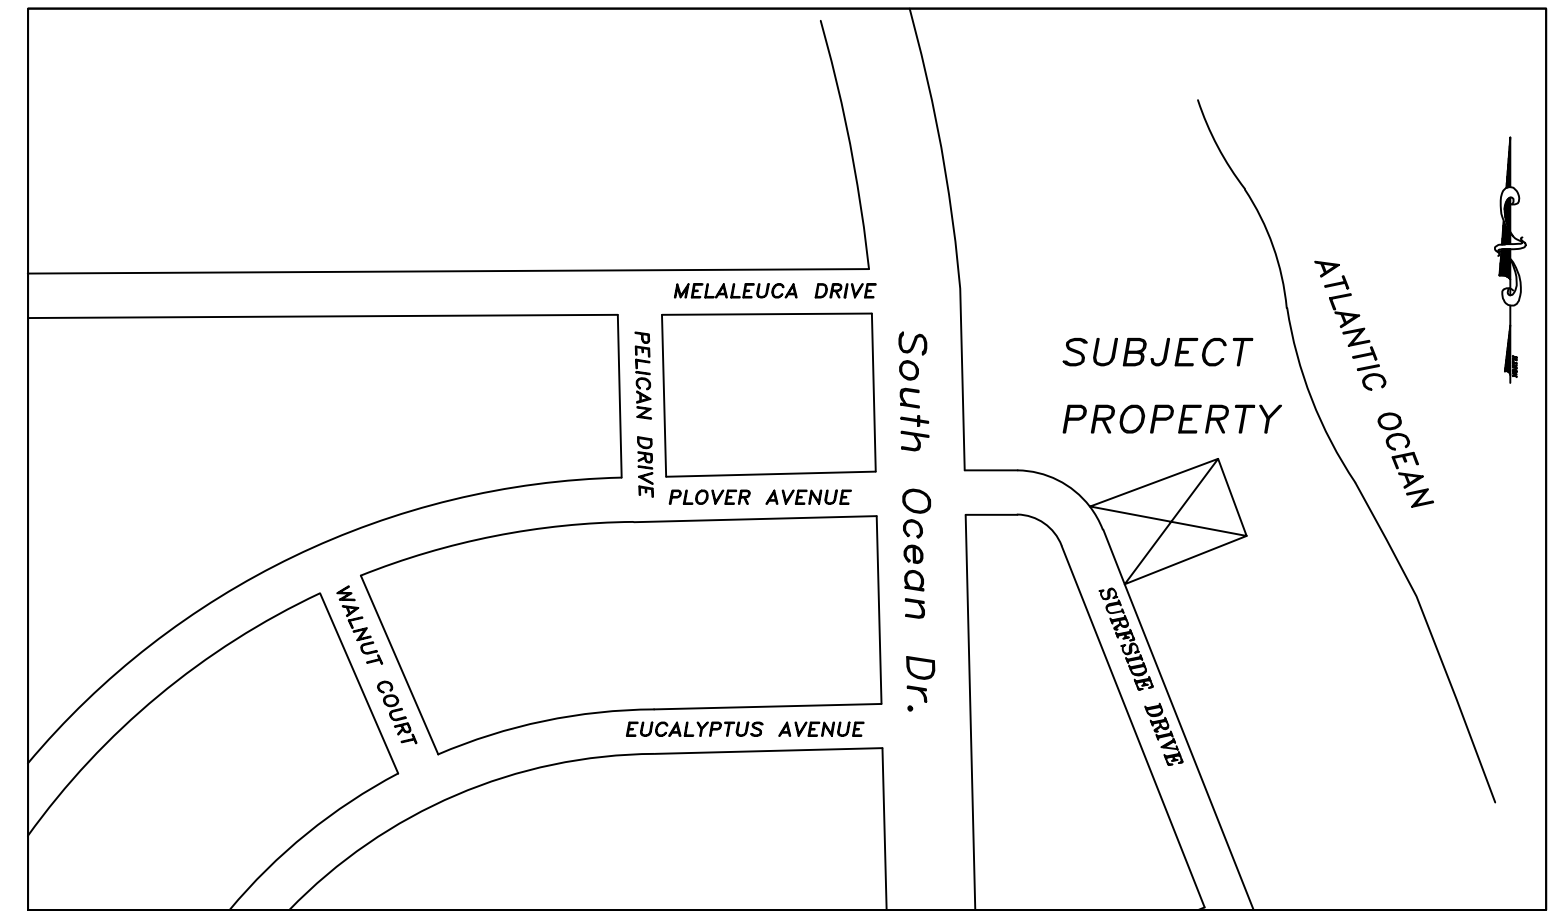 MELALEUCA DRIVE
PELICAN DRIVE
South Ocean Dr.
SUBJECT
PROPERTY
ATLANTIC OCEAN
PLOVER AVENUE
WALNUT COURT
SURFSIDE DRIVE
EUCALYPTUS AVENUE